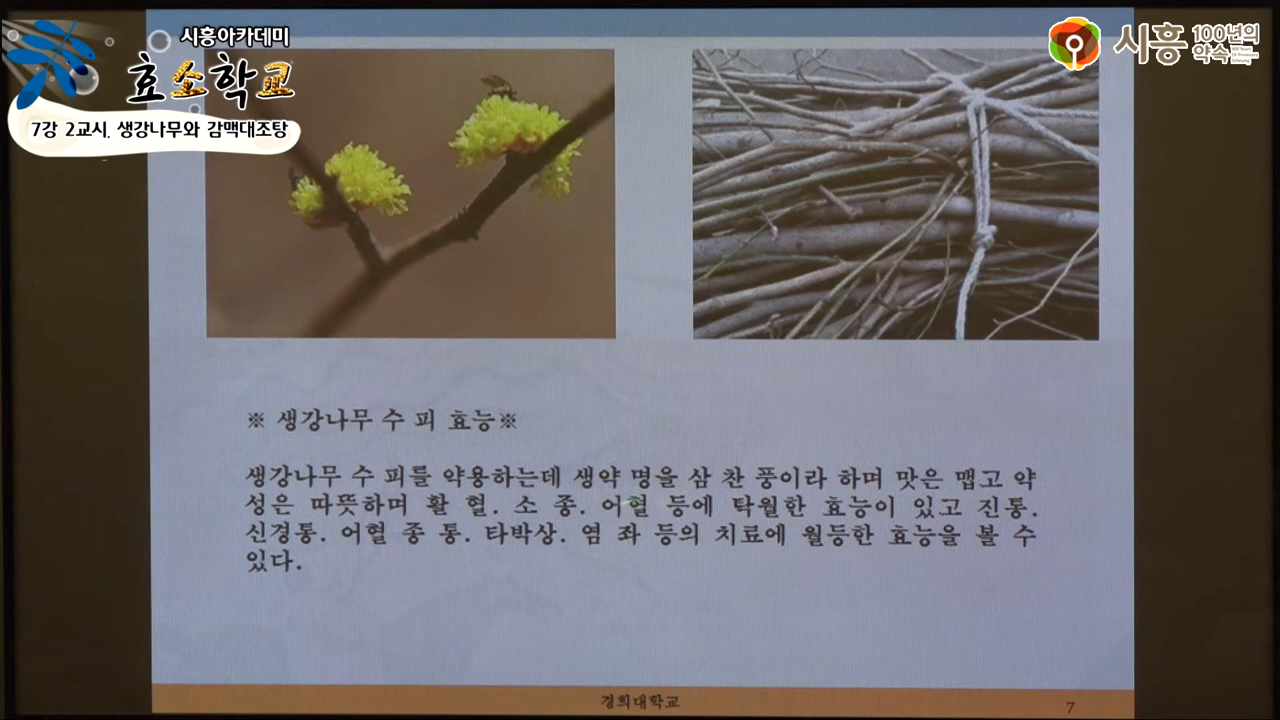 시흥아카데미
효소학교
7강 2교시. 생강나무와 감맥대조탕
시흥 100년의 약속
※ 생강나무 수 피 효능※
생강나무 수 피를 약용하는데 생약 명을 삼 찬 풍이라 하며 맛은 맵고 약
성은 따뜻하며 활 혈. 소 종. 어혈 등에 탁월한 효능이 있고 진통.
신경통. 어혈 종 통. 타박상. 염 좌 등의 치료에 월등한 효능을 볼 수
있다.
경희대학교
7